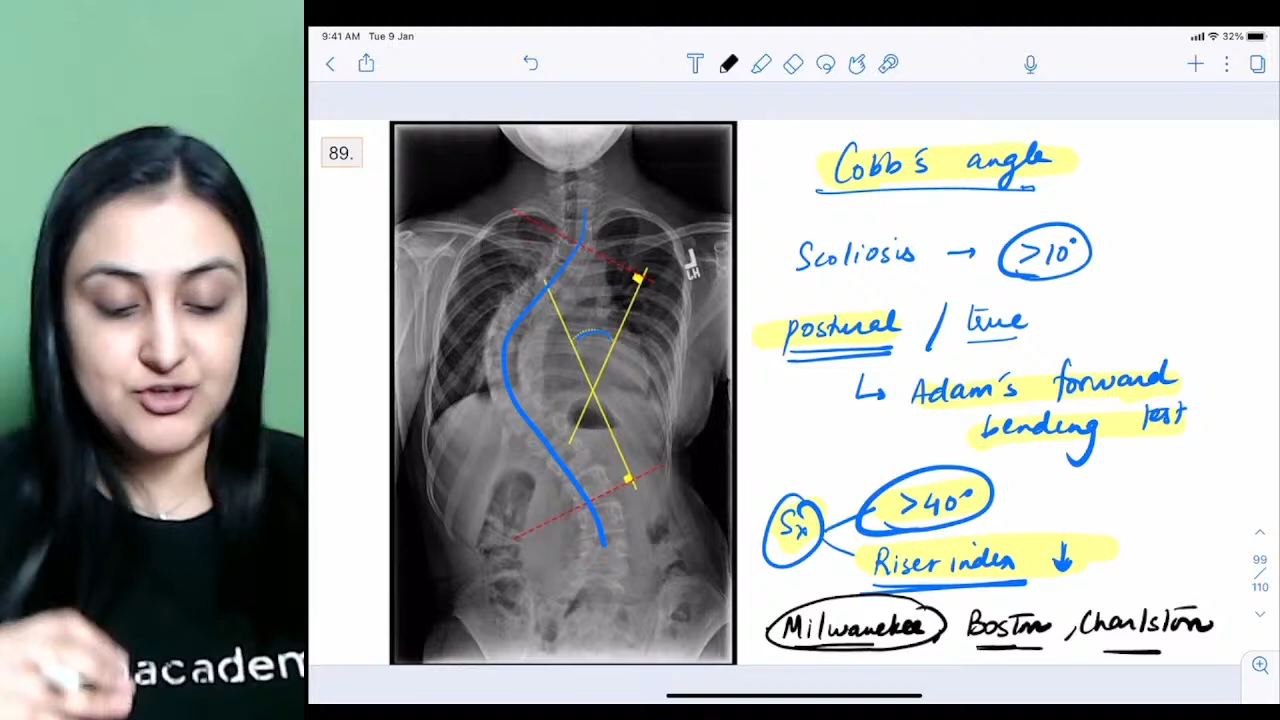 9:41 AM Tue 9 Jan
32%
89.
L
LH
Cobb's angle
Scoliosis → >10°
postural / true
↳ Adam's forward
bending test
Sx >40°
Riser index ↓
Milwaukee, Boston, Charlston
99
/
110
academ